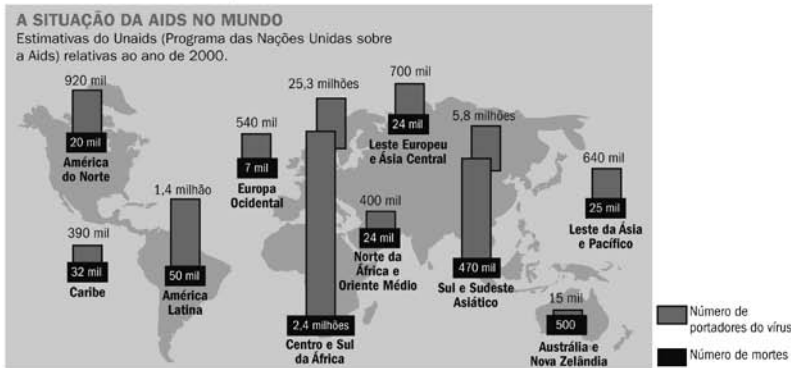 A SITUAÇÃO DA AIDS NO MUNDO
Estimativas do Unaids (Programa das Nações Unidas sobre
a Aids) relativas ao ano de 2000.
920 mil
20 mil
América
do Norte
390 mil
32 mil
Caribe
1,4 milhão
50 mil
América
Latina
540 mil
7 mil
Europa
Ocidental
25,3 milhões
2,4 milhões
Centro e Sul
da África
700 mil
24 mil
Leste Europeu
e Ásia Central
400 mil
24 mil
Norte da
África e
Oriente Médio
5,8 milhões
470 mil
Sul e Sudeste
Asiático
640 mil
25 mil
Leste da Ásia
e Pacífico
15 mil
500
Austrália e
Nova Zelândia
Número de
portadores do vírus
Número de mortes